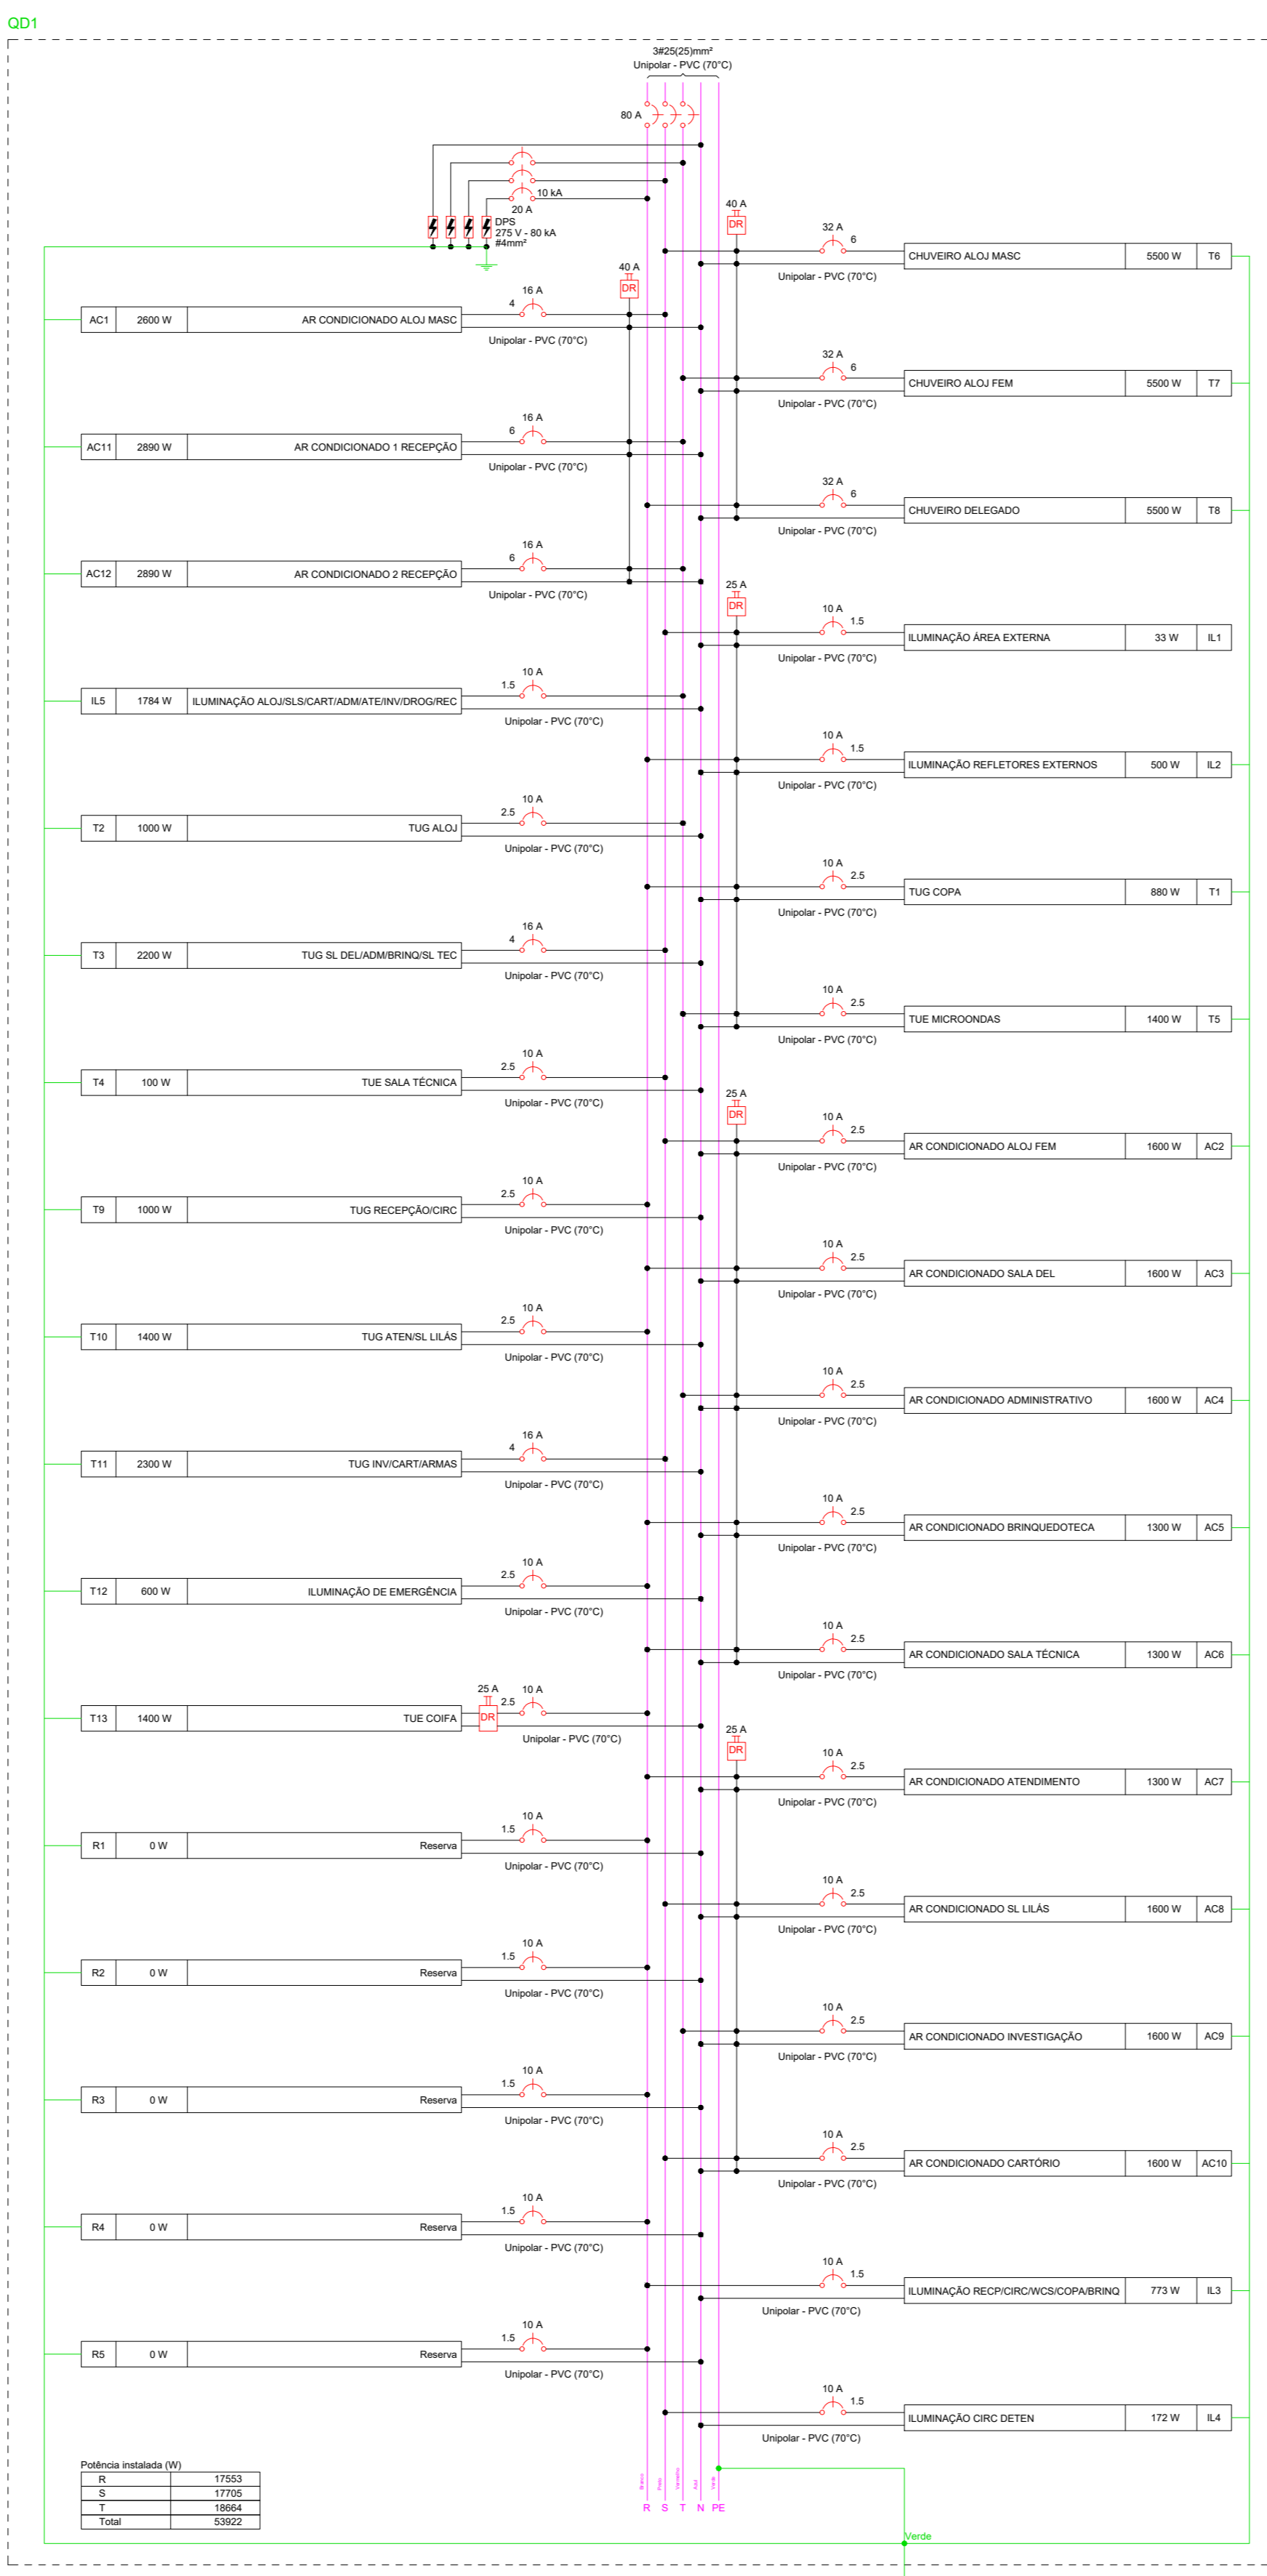 QD1
3#25(25)mm²
Unipolar - PVC (70°C)
80 A
10 kA
20 A
DPS
275 V - 80 kA
#4mm²
40 A
DR
32 A
6
CHUVEIRO ALOJ MASC 5500 W T6
Unipolar - PVC (70°C)
40 A
DR
16 A
4
AC1 2600 W AR CONDICIONADO ALOJ MASC
Unipolar - PVC (70°C)
32 A
6
CHUVEIRO ALOJ FEM 5500 W T7
Unipolar - PVC (70°C)
16 A
6
AC11 2890 W AR CONDICIONADO 1 RECEPÇÃO
Unipolar - PVC (70°C)
32 A
6
CHUVEIRO DELEGADO 5500 W T8
Unipolar - PVC (70°C)
16 A
6
AC12 2890 W AR CONDICIONADO 2 RECEPÇÃO
Unipolar - PVC (70°C)
25 A
DR
10 A
1.5
ILUMINAÇÃO ÁREA EXTERNA 33 W IL1
Unipolar - PVC (70°C)
10 A
1.5
IL5 1784 W ILUMINAÇÃO ALOJ/SLS/CART/ADM/ATE/INV/DROG/REC
Unipolar - PVC (70°C)
10 A
1.5
ILUMINAÇÃO REFLETORES EXTERNOS 500 W IL2
Unipolar - PVC (70°C)
10 A
2.5
T2 1000 W TUG ALOJ
Unipolar - PVC (70°C)
10 A
2.5
TUG COPA 880 W T1
Unipolar - PVC (70°C)
16 A
4
T3 2200 W TUG SL DEL/ADM/BRINQ/SL TEC
Unipolar - PVC (70°C)
10 A
2.5
TUE MICROONDAS 1400 W T5
Unipolar - PVC (70°C)
10 A
2.5
T4 100 W TUE SALA TÉCNICA
Unipolar - PVC (70°C)
25 A
DR
10 A
2.5
AR CONDICIONADO ALOJ FEM 1600 W AC2
Unipolar - PVC (70°C)
10 A
2.5
T9 1000 W TUG RECEPÇÃO/CIRC
Unipolar - PVC (70°C)
10 A
2.5
AR CONDICIONADO SALA DEL 1600 W AC3
Unipolar - PVC (70°C)
10 A
2.5
T10 1400 W TUG ATEN/SL LILÁS
Unipolar - PVC (70°C)
10 A
2.5
AR CONDICIONADO ADMINISTRATIVO 1600 W AC4
Unipolar - PVC (70°C)
16 A
4
T11 2300 W TUG INV/CART/ARMAS
Unipolar - PVC (70°C)
10 A
2.5
AR CONDICIONADO BRINQUEDOTECA 1300 W AC5
Unipolar - PVC (70°C)
10 A
2.5
T12 600 W ILUMINAÇÃO DE EMERGÊNCIA
Unipolar - PVC (70°C)
10 A
2.5
AR CONDICIONADO SALA TÉCNICA 1300 W AC6
Unipolar - PVC (70°C)
25 A
DR
10 A
2.5
T13 1400 W TUE COIFA
Unipolar - PVC (70°C)
25 A
DR
10 A
2.5
AR CONDICIONADO ATENDIMENTO 1300 W AC7
Unipolar - PVC (70°C)
10 A
1.5
R1 0 W Reserva
Unipolar - PVC (70°C)
10 A
2.5
AR CONDICIONADO SL LILÁS 1600 W AC8
Unipolar - PVC (70°C)
10 A
1.5
R2 0 W Reserva
Unipolar - PVC (70°C)
10 A
2.5
AR CONDICIONADO INVESTIGAÇÃO 1600 W AC9
Unipolar - PVC (70°C)
10 A
1.5
R3 0 W Reserva
Unipolar - PVC (70°C)
10 A
2.5
AR CONDICIONADO CARTÓRIO 1600 W AC10
Unipolar - PVC (70°C)
10 A
1.5
R4 0 W Reserva
Unipolar - PVC (70°C)
10 A
1.5
ILUMINAÇÃO RECP/CIRC/WCS/COPA/BRINQ 773 W IL3
Unipolar - PVC (70°C)
10 A
1.5
R5 0 W Reserva
Unipolar - PVC (70°C)
10 A
1.5
ILUMINAÇÃO CIRC DETEN 172 W IL4
Unipolar - PVC (70°C)
Potência instalada (W)
R 17553
S 17705
T 18664
Total 53922
Branco Preto Vermelho Azul Verde
R S T N PE
Verde